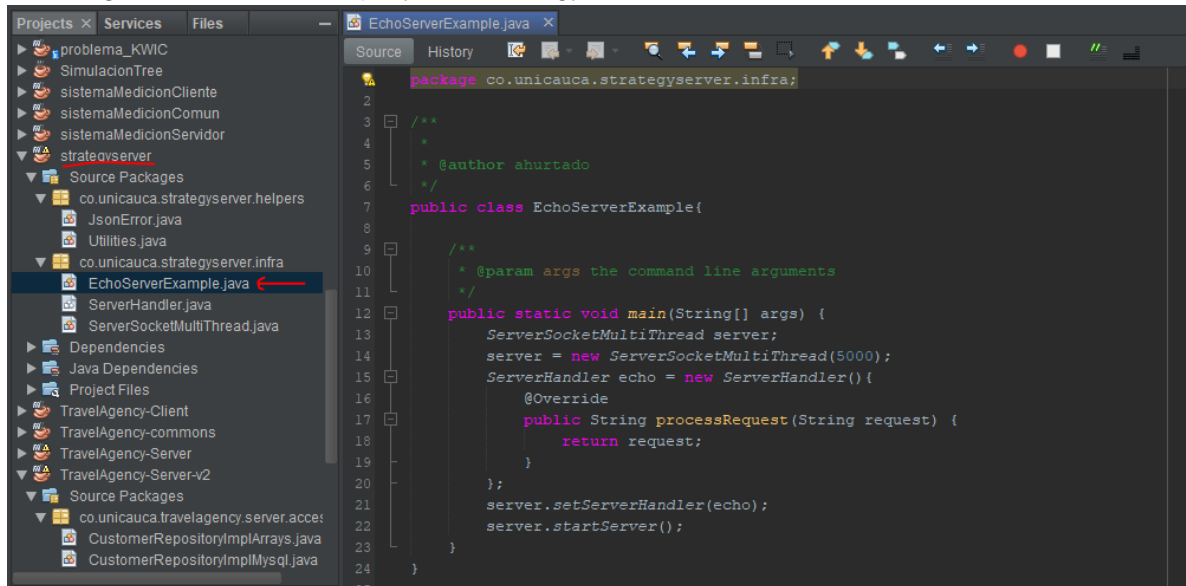 Projects × Services Files
problema_KWIC
SimulacionTree
sistemaMedicionCliente
sistemaMedicionComun
sistemaMedicionServidor
strategyserver
Source Packages
co.unicauca.strategyserver.helpers
JsonError.java
Utilities.java
co.unicauca.strategyserver.infra
EchoServerExample.java
ServerHandler.java
ServerSocketMultiThread.java
Dependencies
Java Dependencies
Project Files
TravelAgency-Client
TravelAgency-commons
TravelAgency-Server
TravelAgency-Server-v2
Source Packages
co.unicauca.travelagency.server.acces
CustomerRepositoryImplArrays.java
CustomerRepositoryImplMysql.java
EchoServerExample.java ×
Source History
package co.unicauca.strategyserver.infra;
2
3 /**
4 *
5 * @author ahurtado
6 */
7 public class EchoServerExample{
8
9 /**
10 * @param args the command line arguments
11 */
12 public static void main(String[] args) {
13 ServerSocketMultiThread server;
14 server = new ServerSocketMultiThread(5000);
15 ServerHandler echo = new ServerHandler(){
16 @Override
17 public String processRequest(String request) {
18 return request;
19 }
20 };
21 server.setServerHandler(echo);
22 server.startServer();
23 }
24 }